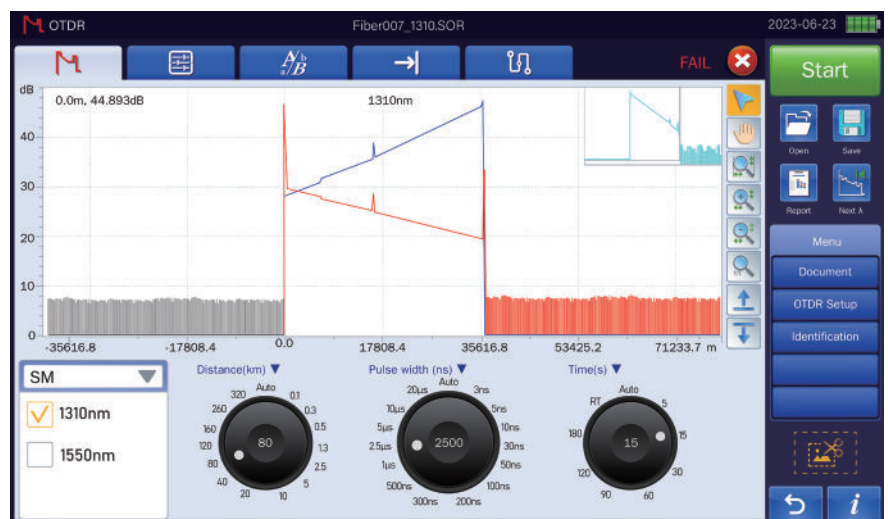 OTDR Fiber007_1310.SOR 2023-06-23
A/B a/b FAIL
Start
dB
0.0m, 44.893dB 1310nm
40
30
20
10
0
-35616.8 -17808.4 0.0 17808.4 35616.8 53425.2 71233.7 m
Open Save
Report Next λ
Menu
Document
OTDR Setup
Identification
SM
1310nm
1550nm
Distance(km)
Auto
0.1
0.3
0.5
1.3
2.5
5
10
20
40
80
120
160
260
320
80
Pulse width (ns)
Auto
3ns
5ns
10ns
30ns
50ns
100ns
200ns
300ns
500ns
1µs
2.5µs
5µs
10µs
20µs
2500
Time(s)
Auto
5
15
30
60
90
120
180
RT
15
i